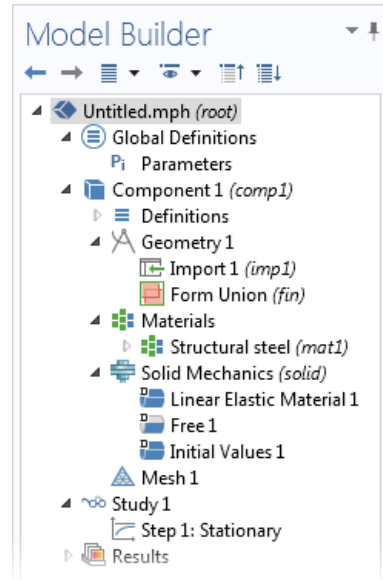 Model Builder
Untitled.mph (root)
Global Definitions
Pi Parameters
Component 1 (comp1)
Definitions
Geometry 1
Import 1 (imp1)
Form Union (fin)
Materials
Structural steel (mat1)
Solid Mechanics (solid)
D Linear Elastic Material 1
D Free 1
D Initial Values 1
Mesh 1
Study 1
Step 1: Stationary
Results